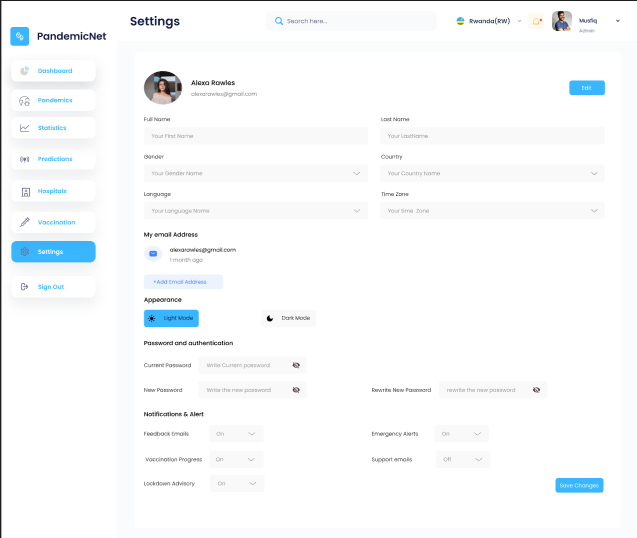 Settings
Search here...
Rwanda(RW)
Musfiq
Admin
PandemicNet
Dashboard
Pandemics
Statistics
Predictions
Hospitals
Vaccination
Settings
Sign Out
Alexa Rawles
alexarawles@gmail.com
Edit
Full Name
Last Name
Your First Name
Your LastName
Gender
Country
Your Gender Name
Your Country Name
Language
Time Zone
Your Language Name
Your time Zone
My email Address
alexarawles@gmail.com
1 month ago
+Add Email Address
Appearance
Light Mode
Dark Mode
Password and authentication
Current Password
Write Current password
New Password
Write the new password
Rewrite New Password
rewrite the new password
Notifications & Alert
Feedback Emails
On
Emergency Alerts
On
Vaccination Progress
On
Support emails
Off
Lockdown Advisory
On
Save Changes